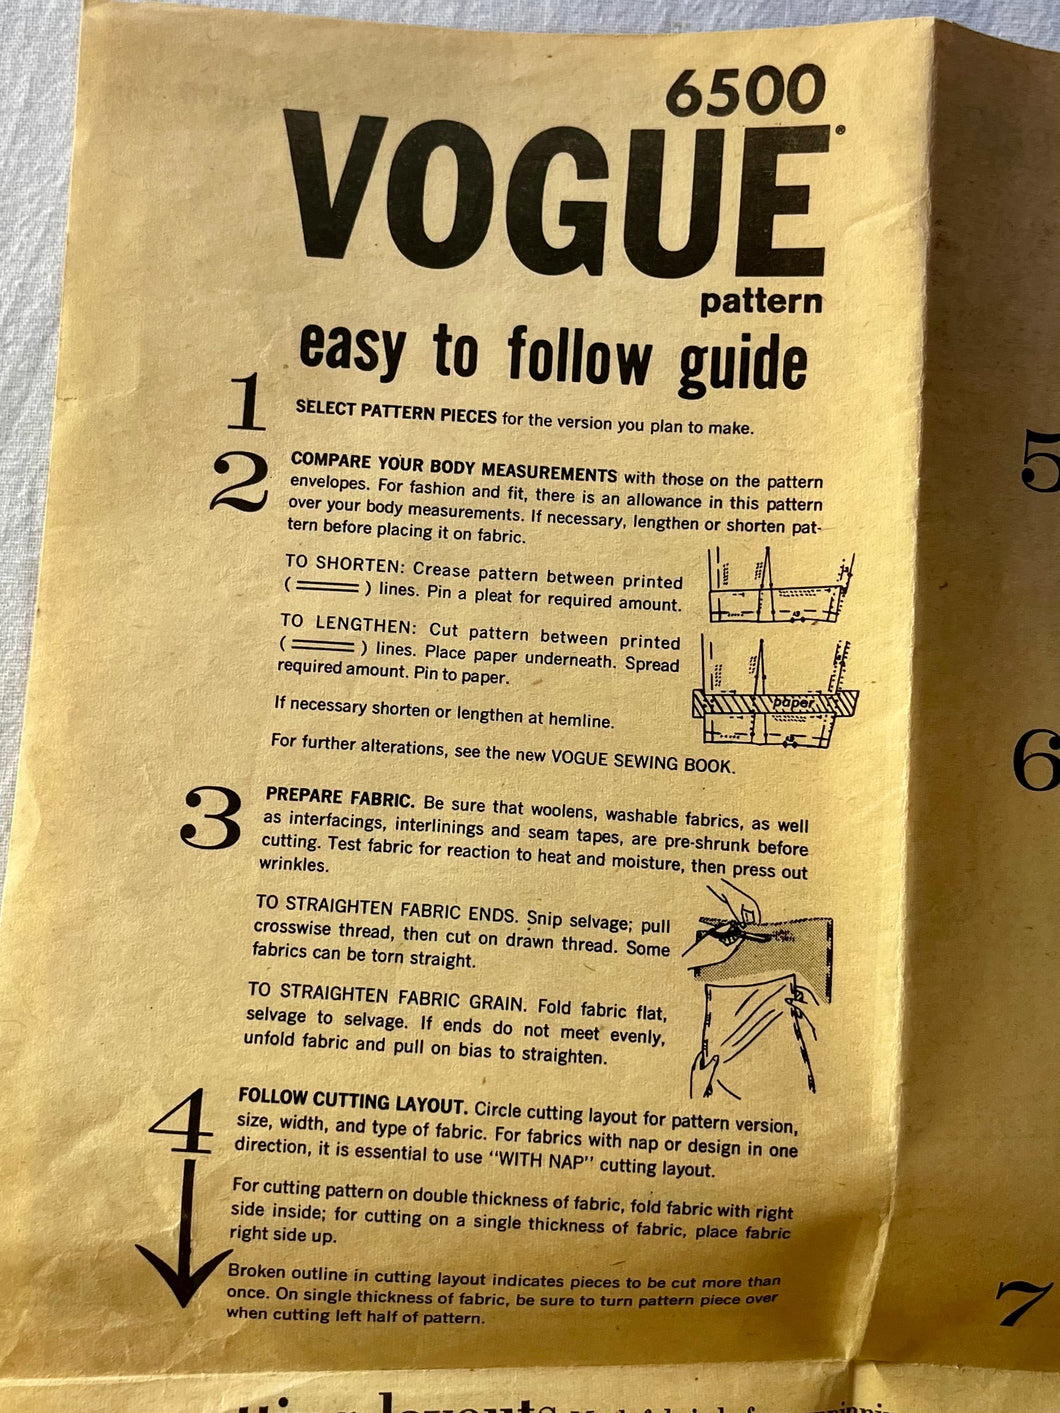 6500
VOGUE®
pattern
easy to follow guide
1
SELECT PATTERN PIECES for the version you plan to make.
2
COMPARE YOUR BODY MEASUREMENTS with those on the pattern
envelopes. For fashion and fit, there is an allowance in this pattern
over your body measurements. If necessary, lengthen or shorten pat-
tern before placing it on fabric.
TO SHORTEN: Crease pattern between printed
( ) lines. Pin a pleat for required amount.
TO LENGTHEN: Cut pattern between printed
( ) lines. Place paper underneath. Spread
required amount. Pin to paper.
paper
If necessary shorten or lengthen at hemline.
For further alterations, see the new VOGUE SEWING BOOK.
3
PREPARE FABRIC. Be sure that woolens, washable fabrics, as well
as interfacings, interlinings and seam tapes, are pre-shrunk before
cutting. Test fabric for reaction to heat and moisture, then press out
wrinkles.
TO STRAIGHTEN FABRIC ENDS. Snip selvage; pull
crosswise thread, then cut on drawn thread. Some
fabrics can be torn straight.
TO STRAIGHTEN FABRIC GRAIN. Fold fabric flat,
selvage to selvage. If ends do not meet evenly,
unfold fabric and pull on bias to straighten.
4
FOLLOW CUTTING LAYOUT. Circle cutting layout for pattern version,
size, width, and type of fabric. For fabrics with nap or design in one
direction, it is essential to use "WITH NAP" cutting layout.
For cutting pattern on double thickness of fabric, fold fabric with right
side inside; for cutting on a single thickness of fabric, place fabric
right side up.
Broken outline in cutting layout indicates pieces to be cut more than
once. On single thickness of fabric, be sure to turn pattern piece over
when cutting left half of pattern.
5
6
7